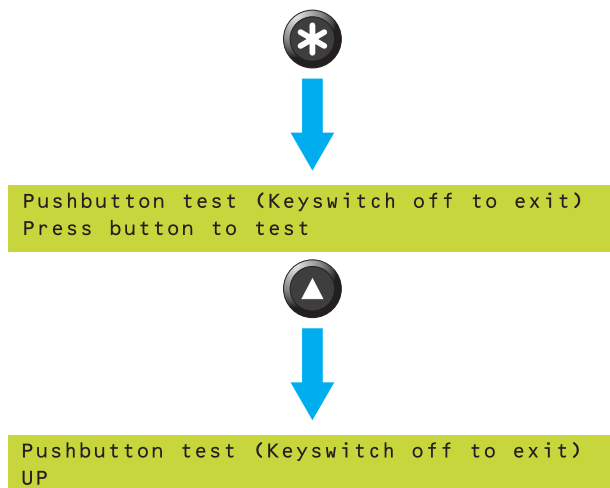 Pushbutton test (Keyswitch off to exit)
Press button to test
Pushbutton test (Keyswitch off to exit)
UP